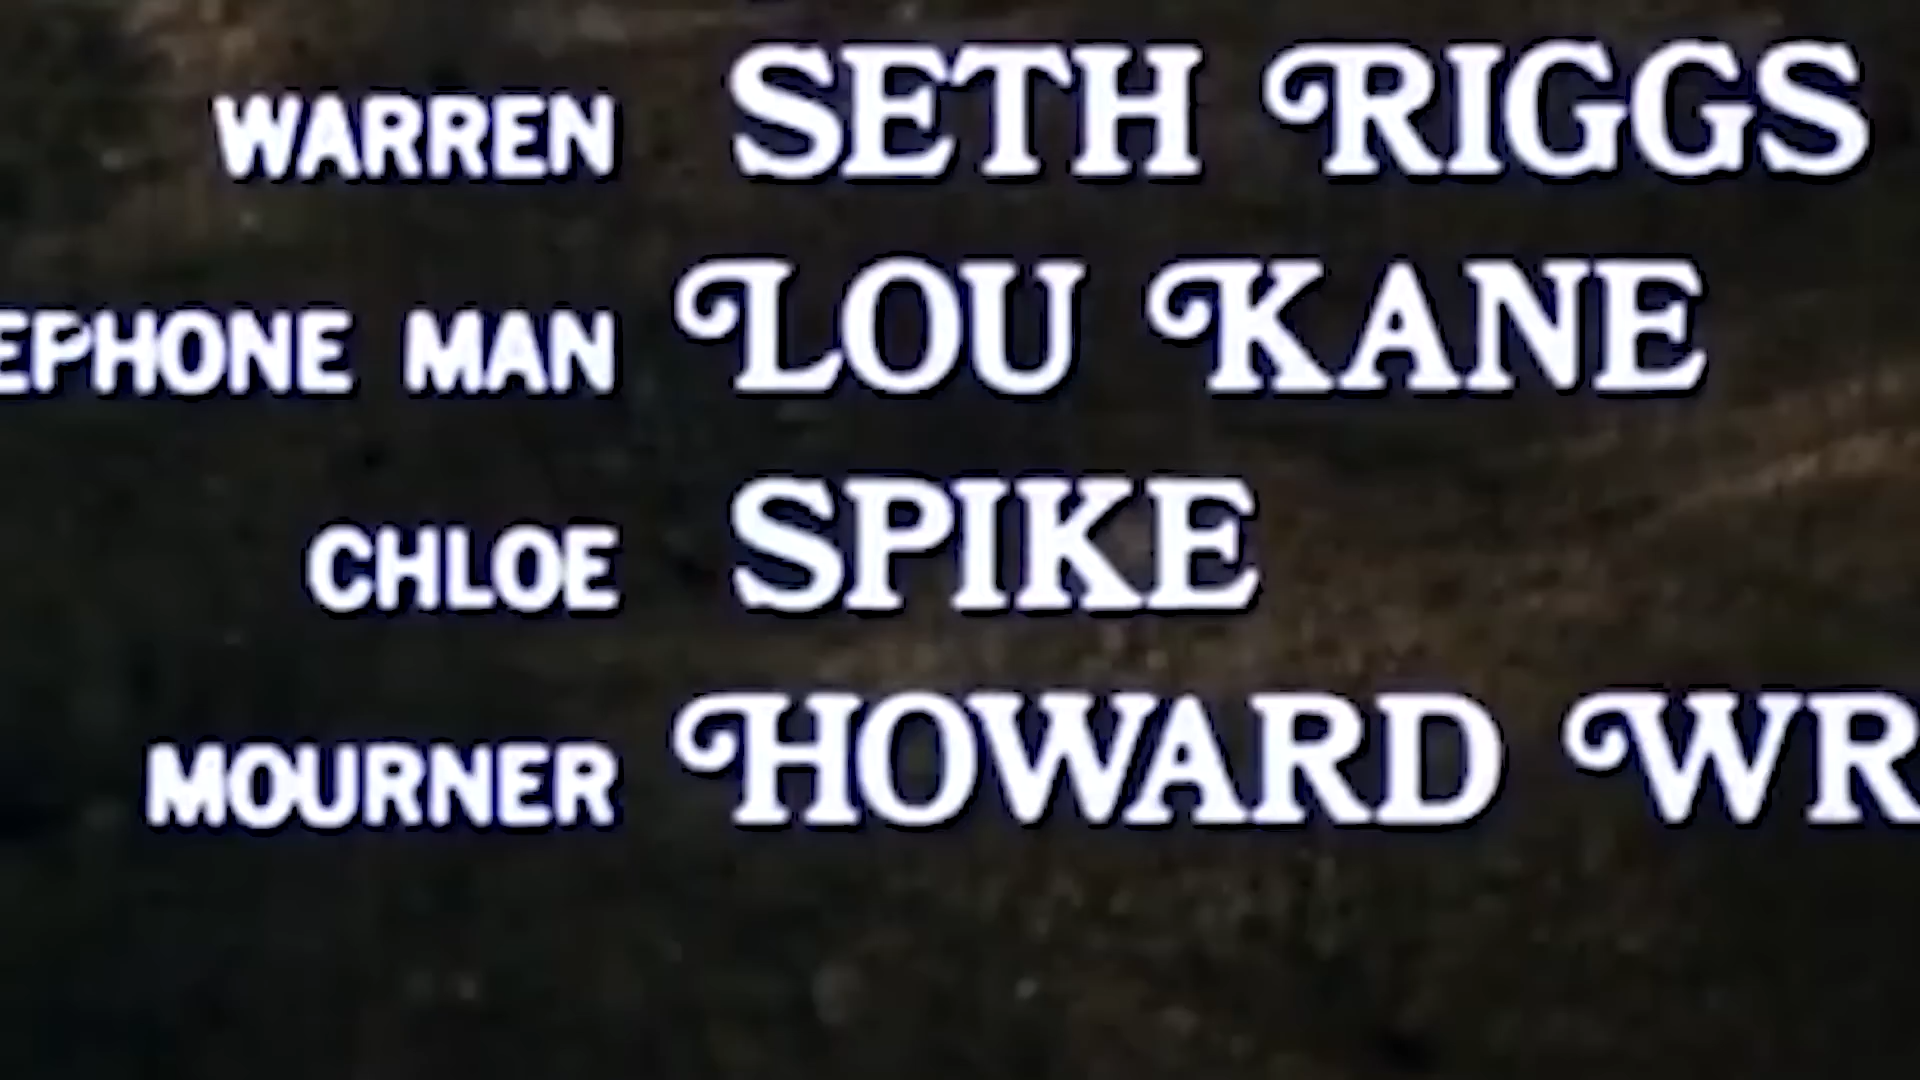 WARREN SETH RIGGS
EPHONE MAN LOU KANE
CHLOE SPIKE
MOURNER HOWARD WR